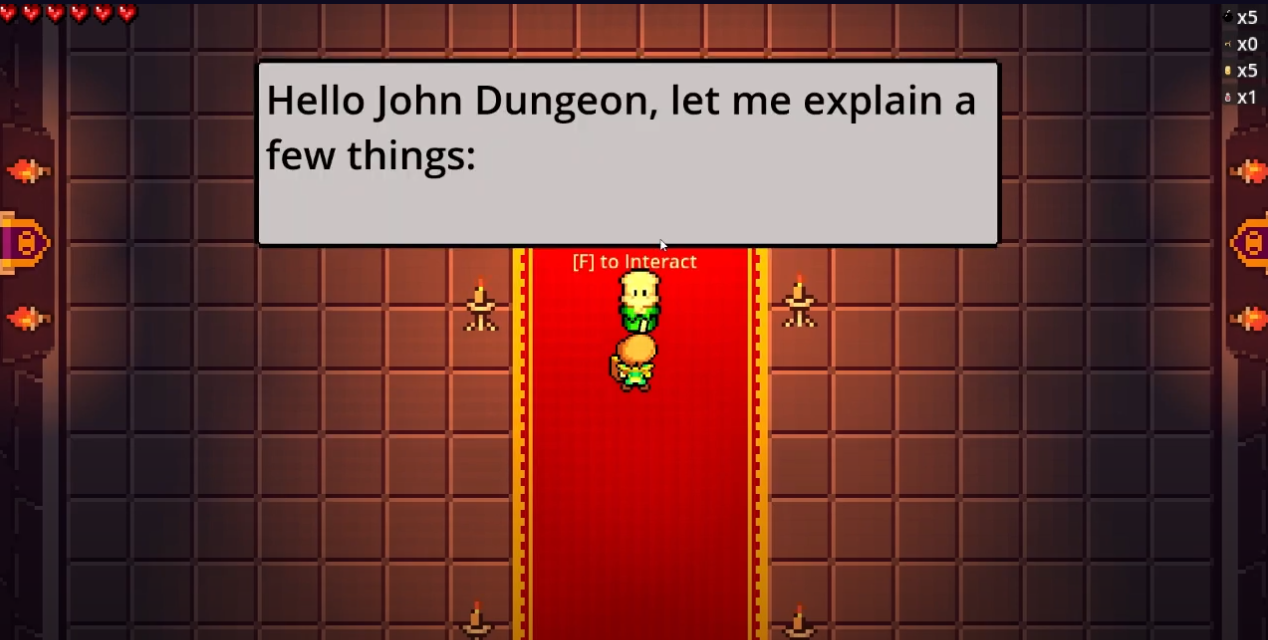 x5
Hello John Dungeon, let me explain a
few things:
x0
x5
x1
[F] to Interact